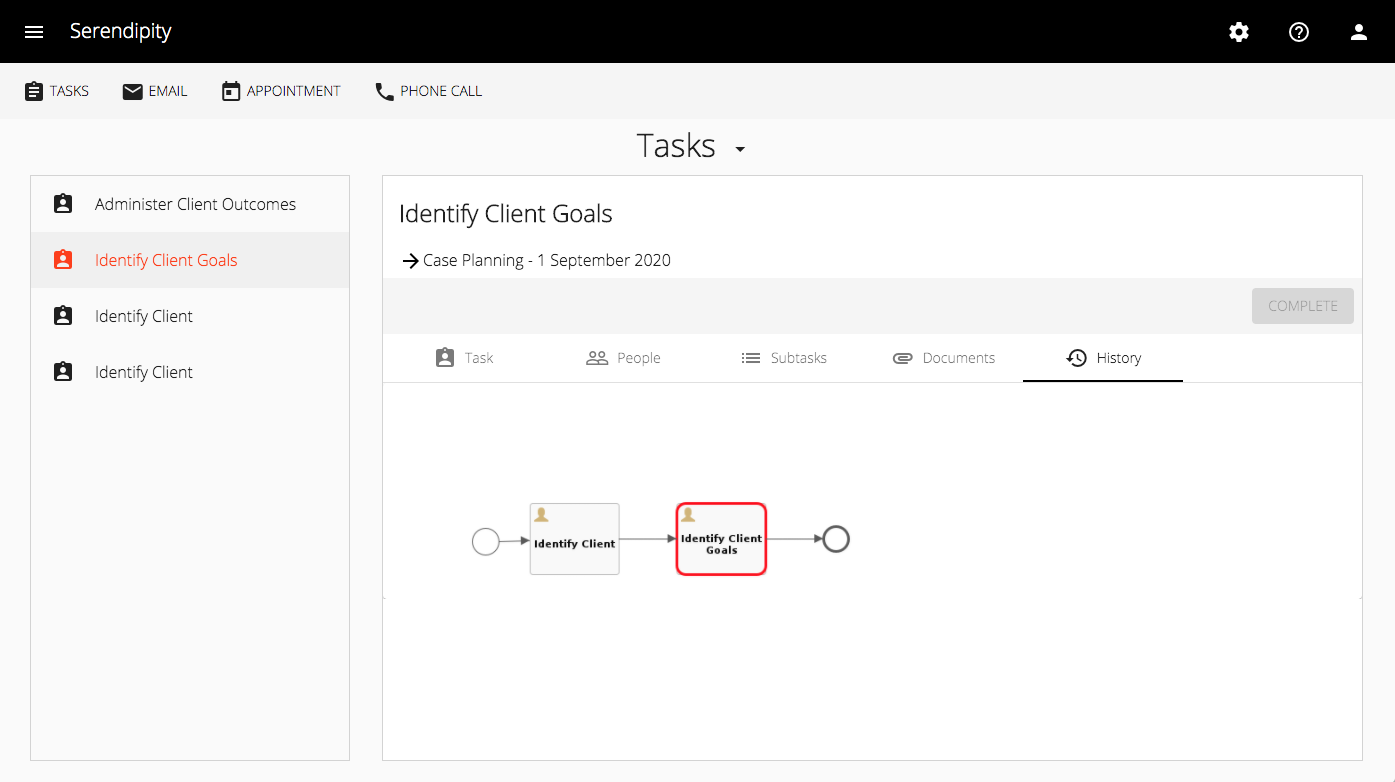 Serendipity
TASKS
EMAIL
APPOINTMENT
PHONE CALL
Tasks
Administer Client Outcomes
Identify Client Goals
Identify Client
Identify Client
Identify Client Goals
Case Planning - 1 September 2020
COMPLETE
Task
People
Subtasks
Documents
History
Identify Client
Identify Client
Goals